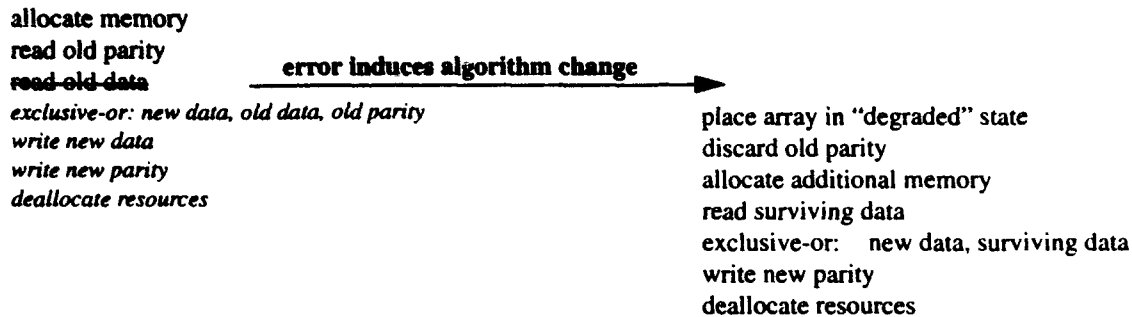 allocate memory
read old parity
read old data
error induces algorithm change
exclusive-or: new data, old data, old parity
write new data
write new parity
deallocate resources
place array in “degraded” state
discard old parity
allocate additional memory
read surviving data
exclusive-or: new data, surviving data
write new parity
deallocate resources